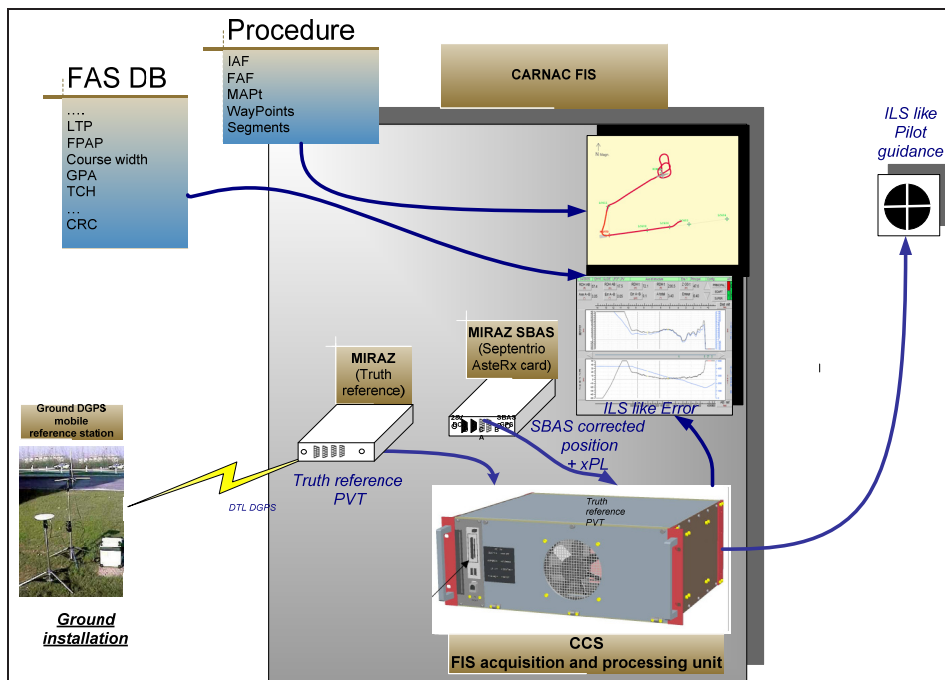 Procedure
IAF
FAF
MAPt
WayPoints
Segments
FAS DB
....
LTP
FPAP
Course width
GPA
TCH
...
CRC
CARNAC FIS
ILS like
Pilot
guidance
MIRAZ SBAS
(Septentrio
AsteRx card)
MIRAZ
(Truth
reference)
Ground DGPS
mobile
reference station
SBAS
GPS
A
ILS like Error
SBAS corrected
position
+ xPL
Truth reference
PVT
DTL DGPS
Truth
reference
PVT
Ground
installation
CCS
FIS acquisition and processing unit